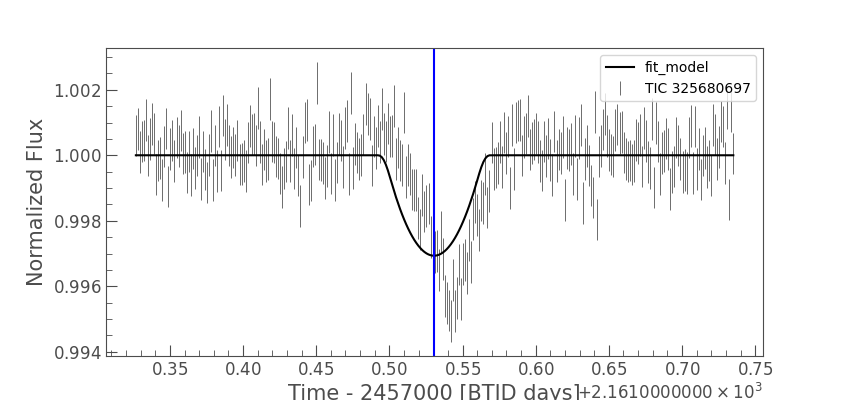 fit_model
TIC 325680697
Normalized Flux
1.002
1.000
0.998
0.996
0.994
0.35 0.40 0.45 0.50 0.55 0.60 0.65 0.70 0.75
Time - 2457000 [BTJD days]
+2.1610000000 × 10³